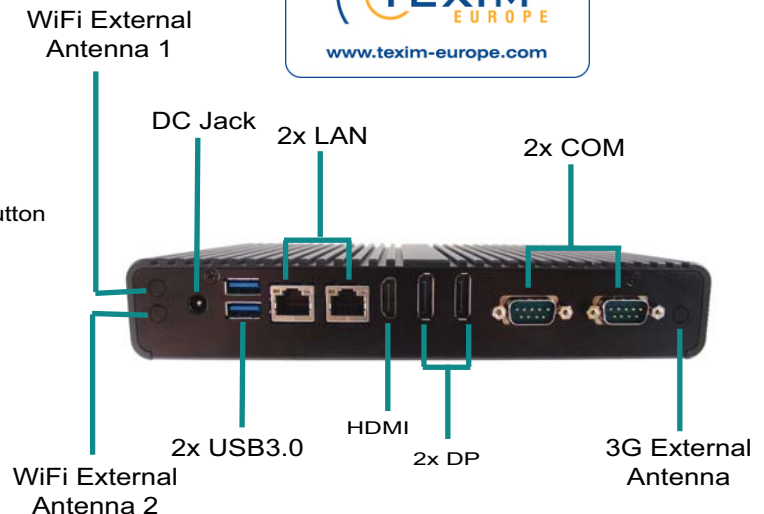 WiFi External
Antenna 1
EUROPE
www.texim-europe.com
DC Jack
2x LAN
2x COM
HDMI
2x DP
2x USB3.0
3G External
Antenna
WiFi External
Antenna 2